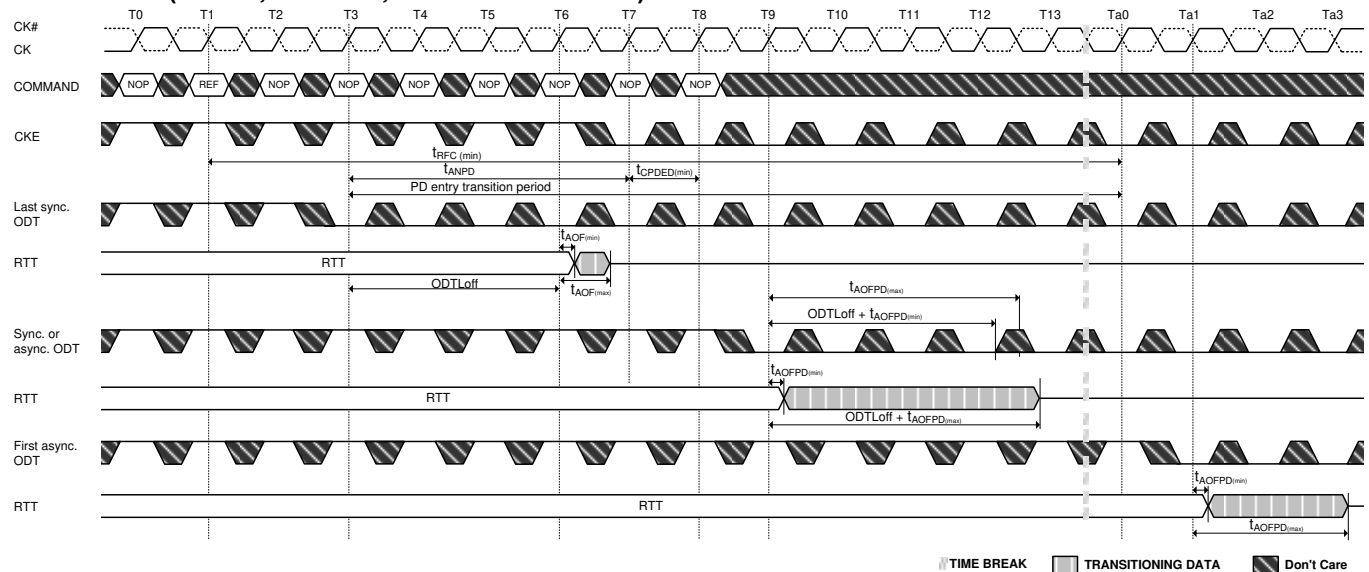 T0 T1 T2 T3 T4 T5 T6 T7 T8 T9 T10 T11 T12 T13 Ta0 Ta1 Ta2 Ta3
CK#
CK
COMMAND NOP REF NOP NOP NOP NOP NOP NOP NOP
CKE
tRFC (min)
tANPD tCPDED(min)
PD entry transition period
Last sync.
ODT
tAOF(min)
RTT RTT
ODTLoff tAOF(max)
tAOFPD(max)
ODTLoff + tAOFPD(min)
Sync. or
async. ODT
tAOFPD(min)
RTT RTT
ODTLoff + tAOFPD(max)
First async.
ODT
tAOFPD(min)
RTT RTT
tAOFPD(max)
TIME BREAK TRANSITIONING DATA Don't Care